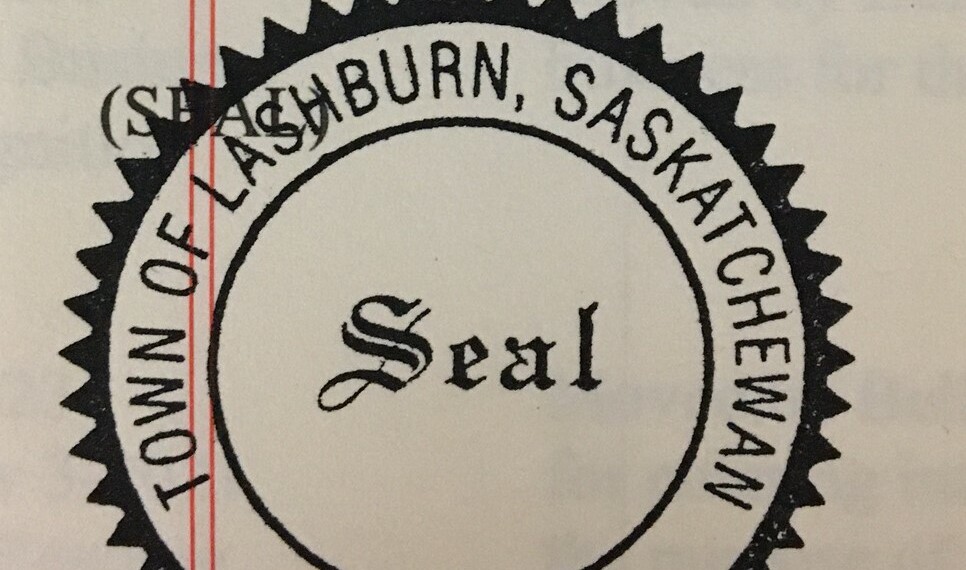 (SEAL)
TOWN OF LASHBURN, SASKATCHEWAN
Seal